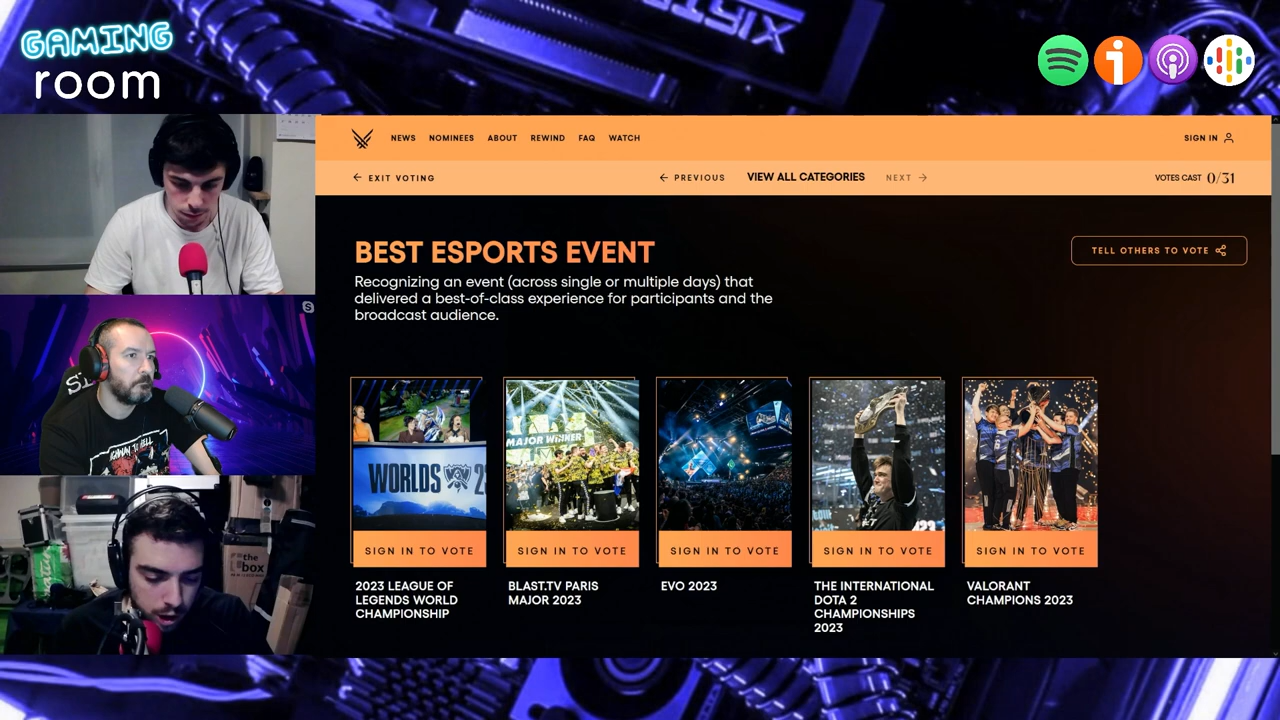 GAMING
room
NEWS NOMINEES ABOUT REWIND FAQ WATCH SIGN IN
EXIT VOTING PREVIOUS VIEW ALL CATEGORIES NEXT VOTES CAST 0/31
BEST ESPORTS EVENT
TELL OTHERS TO VOTE
Recognizing an event (across single or multiple days) that
delivered a best-of-class experience for participants and the
broadcast audience.
WORLDS
MAJOR WINNER
SIGN IN TO VOTE
SIGN IN TO VOTE
SIGN IN TO VOTE
SIGN IN TO VOTE
SIGN IN TO VOTE
2023 LEAGUE OF
LEGENDS WORLD
CHAMPIONSHIP
BLAST.TV PARIS
MAJOR 2023
EVO 2023
THE INTERNATIONAL
DOTA 2
CHAMPIONSHIPS
2023
VALORANT
CHAMPIONS 2023
the
box